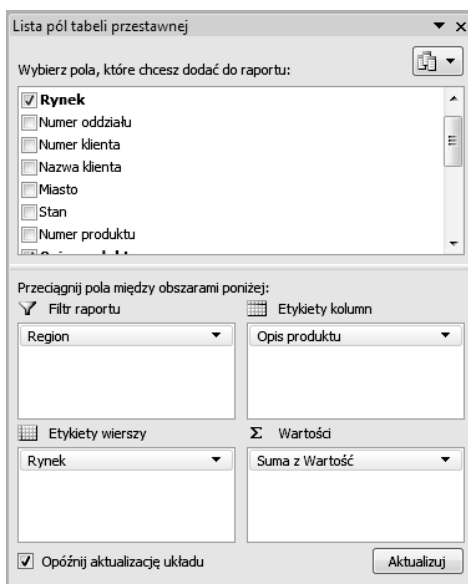 Lista pól tabeli przestawnej
Wybierz pola, które chcesz dodać do raportu:
Rynek
Numer oddziału
Numer klienta
Nazwa klienta
Miasto
Stan
Numer produktu
Przeciągnij pola między obszarami poniżej:
Filtr raportu
Etykiety kolumn
Region
Opis produktu
Etykiety wierszy
Σ Wartości
Rynek
Suma z Wartość
Opóźnij aktualizację układu
Aktualizuj